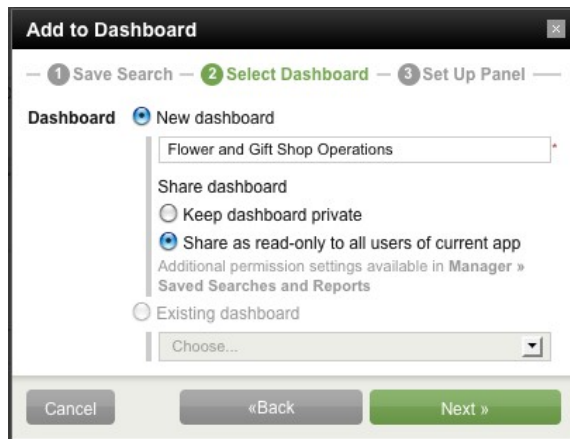 Add to Dashboard
1 Save Search — 2 Select Dashboard — 3 Set Up Panel
Dashboard New dashboard
Flower and Gift Shop Operations *
Share dashboard
Keep dashboard private
Share as read-only to all users of current app
Additional permission settings available in Manager »
Saved Searches and Reports
Existing dashboard
Choose...
Cancel «Back Next »